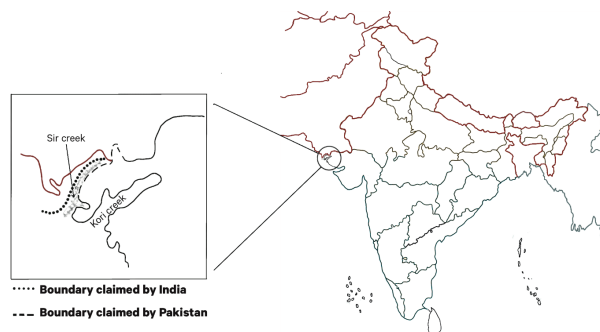 Sir creek
Kori creek
Boundary claimed by India
Boundary claimed by Pakistan